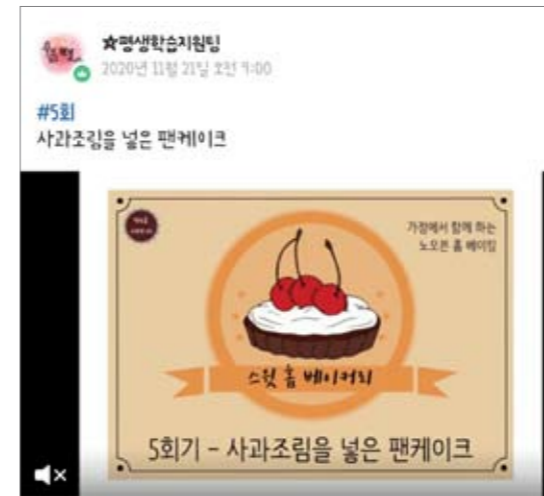 ☆평생학습지원팀
2020년 11월 21일 오전 9:00
#5회
사과조림을 넣은 팬케이크
가정에서 함께 하는
노오븐 홈 베이킹
스윗 홈 베이커리
5회기 - 사과조림을 넣은 팬케이크